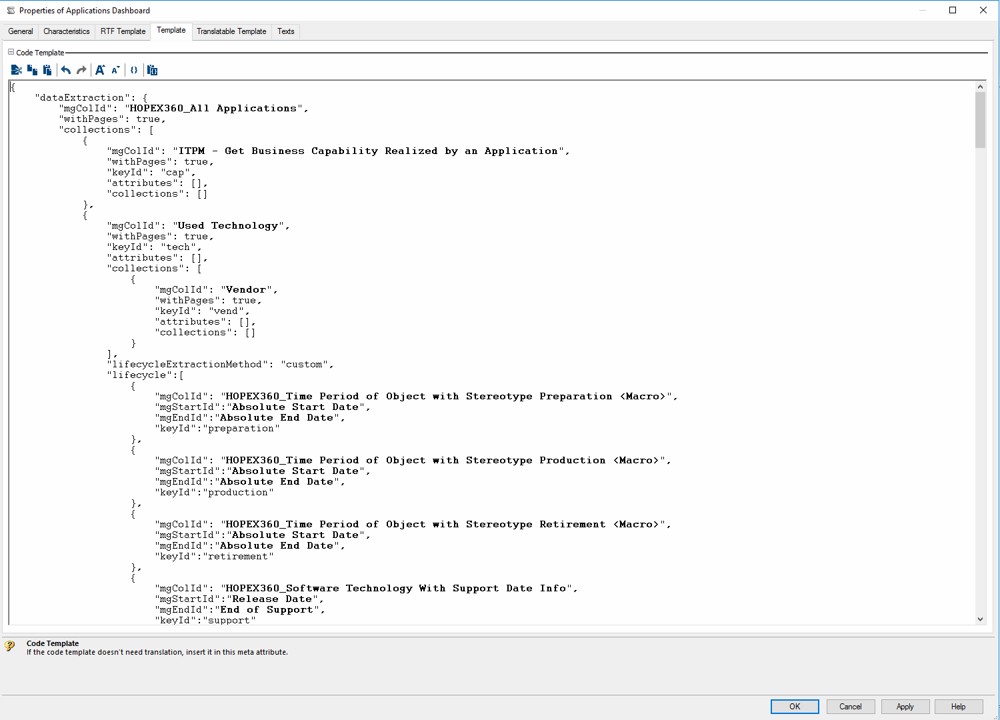 Properties of Applications Dashboard
General Characteristics RTF Template Template Translatable Template Texts
Code Template
{
"dataExtraction": {
"mgColId": "HOPEX360_All Applications",
"withPages": true,
"collections": [
{
"mgColId": "ITPM - Get Business Capability Realized by an Application",
"withPages": true,
"keyId": "cap",
"attributes": [],
"collections": []
},
{
"mgColId": "Used Technology",
"withPages": true,
"keyId": "tech",
"attributes": [],
"collections": [
{
"mgColId": "Vendor",
"withPages": true,
"keyId": "vend",
"attributes": [],
"collections": []
}
],
"lifecycleExtractionMethod": "custom",
"lifecycle":[
{
"mgColId": "HOPEX360_Time Period of Object with Stereotype Preparation <Macro>",
"mgStartId":"Absolute Start Date",
"mgEndId":"Absolute End Date",
"keyId":"preparation"
},
{
"mgColId": "HOPEX360_Time Period of Object with Stereotype Production <Macro>",
"mgStartId":"Absolute Start Date",
"mgEndId":"Absolute End Date",
"keyId":"production"
},
{
"mgColId": "HOPEX360_Time Period of Object with Stereotype Retirement <Macro>",
"mgStartId":"Absolute Start Date",
"mgEndId":"Absolute End Date",
"keyId":"retirement"
},
{
"mgColId": "HOPEX360_Software Technology With Support Date Info",
"mgStartId":"Release Date",
"mgEndId":"End of Support",
"keyId":"support"
Code Template
If the code template doesn't need translation, insert it in this meta attribute.
OK Cancel Apply Help